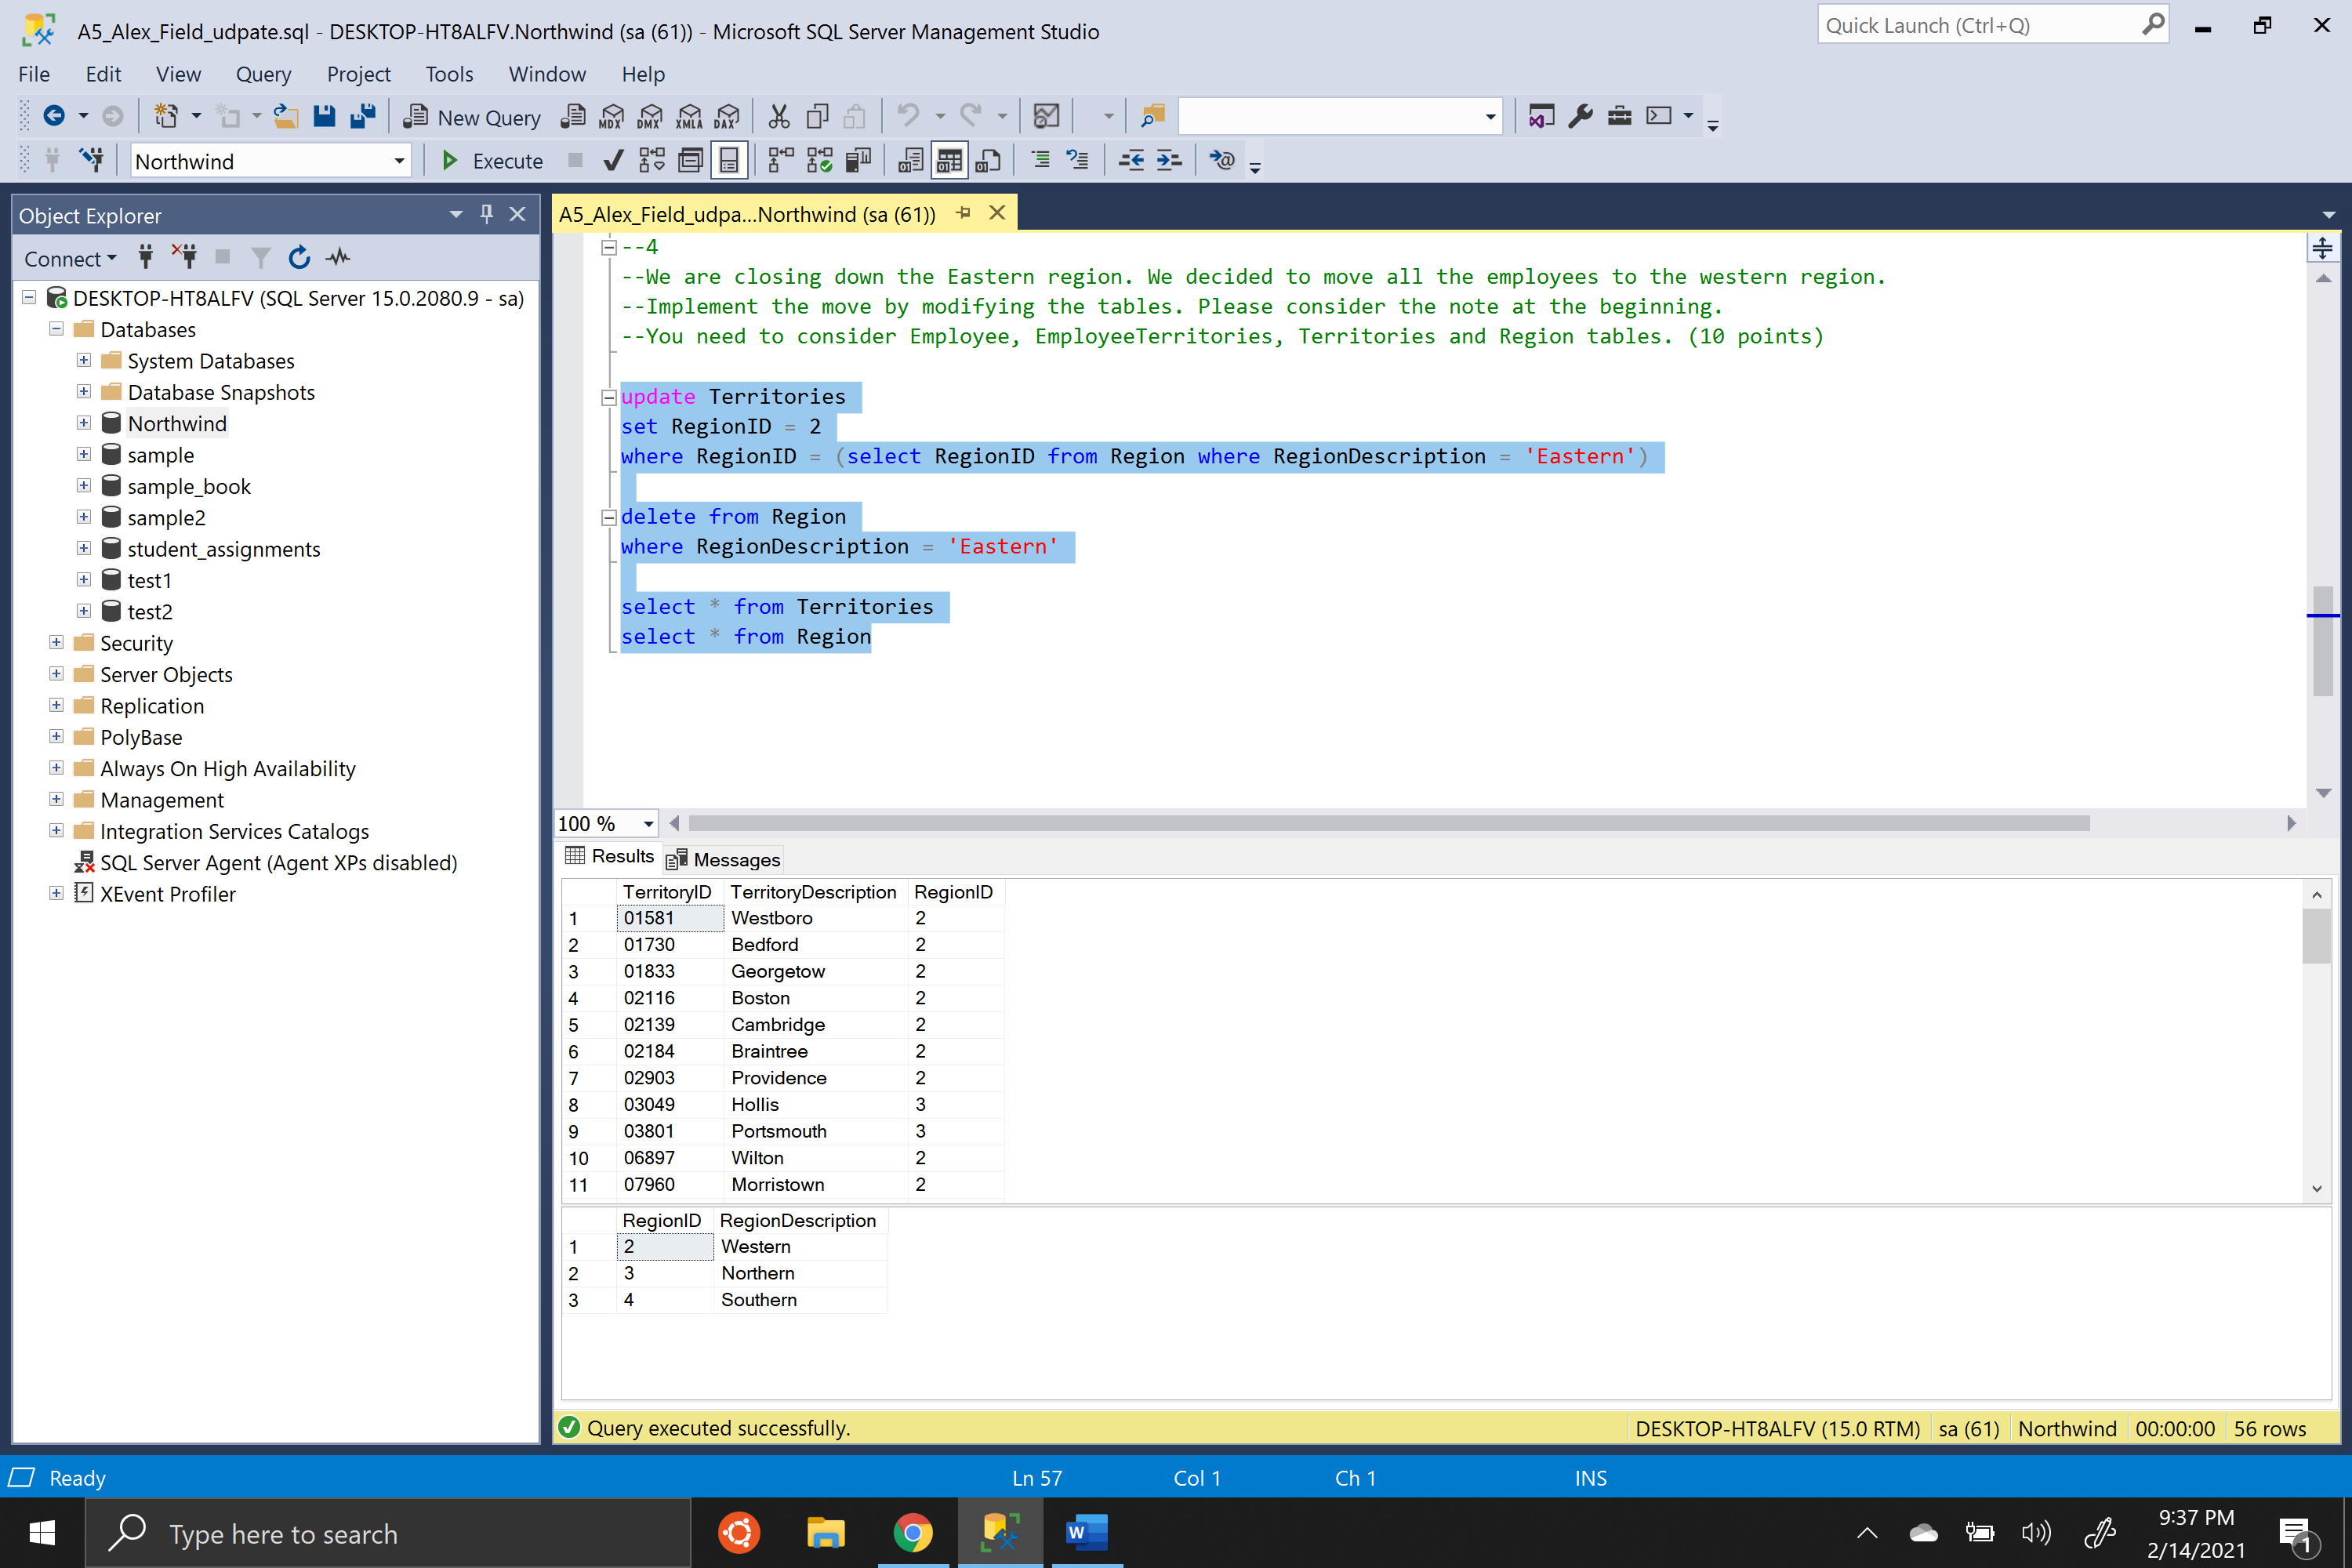 A5_Alex_Field_udpate.sql - DESKTOP-HT8ALFV.Northwind (sa (61)) - Microsoft SQL Server Management Studio
Quick Launch (Ctrl+Q)
File Edit View Query Project Tools Window Help
New Query MDX DMX XMLA DAX
Northwind Execute
Object Explorer
A5_Alex_Field_udpa...Northwind (sa (61))
Connect
DESKTOP-HT8ALFV (SQL Server 15.0.2080.9 - sa)
Databases
System Databases
Database Snapshots
Northwind
sample
sample_book
sample2
student_assignments
test1
test2
Security
Server Objects
Replication
PolyBase
Always On High Availability
Management
Integration Services Catalogs
SQL Server Agent (Agent XPs disabled)
XEvent Profiler
--4
--We are closing down the Eastern region. We decided to move all the employees to the western region.
--Implement the move by modifying the tables. Please consider the note at the beginning.
--You need to consider Employee, EmployeeTerritories, Territories and Region tables. (10 points)
update Territories
set RegionID = 2
where RegionID = (select RegionID from Region where RegionDescription = 'Eastern')
delete from Region
where RegionDescription = 'Eastern'
select * from Territories
select * from Region
100 %
Results Messages
TerritoryID TerritoryDescription RegionID
1 01581 Westboro 2
2 01730 Bedford 2
3 01833 Georgetow 2
4 02116 Boston 2
5 02139 Cambridge 2
6 02184 Braintree 2
7 02903 Providence 2
8 03049 Hollis 3
9 03801 Portsmouth 3
10 06897 Wilton 2
11 07960 Morristown 2
RegionID RegionDescription
1 2 Western
2 3 Northern
3 4 Southern
Query executed successfully.
DESKTOP-HT8ALFV (15.0 RTM) sa (61) Northwind 00:00:00 56 rows
Ready Ln 57 Col 1 Ch 1 INS
Type here to search
9:37 PM
2/14/2021
1